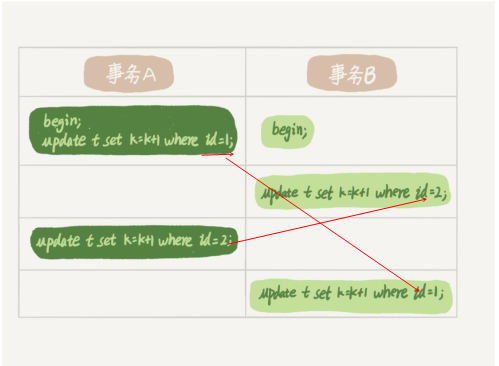 事务A
事务B
begin;
update t set k=k+1 where id=1;
begin;
update t set k=k+1 where id=2;
update t set k=k+1 where id=2;
update t set k=k+1 where id=1;